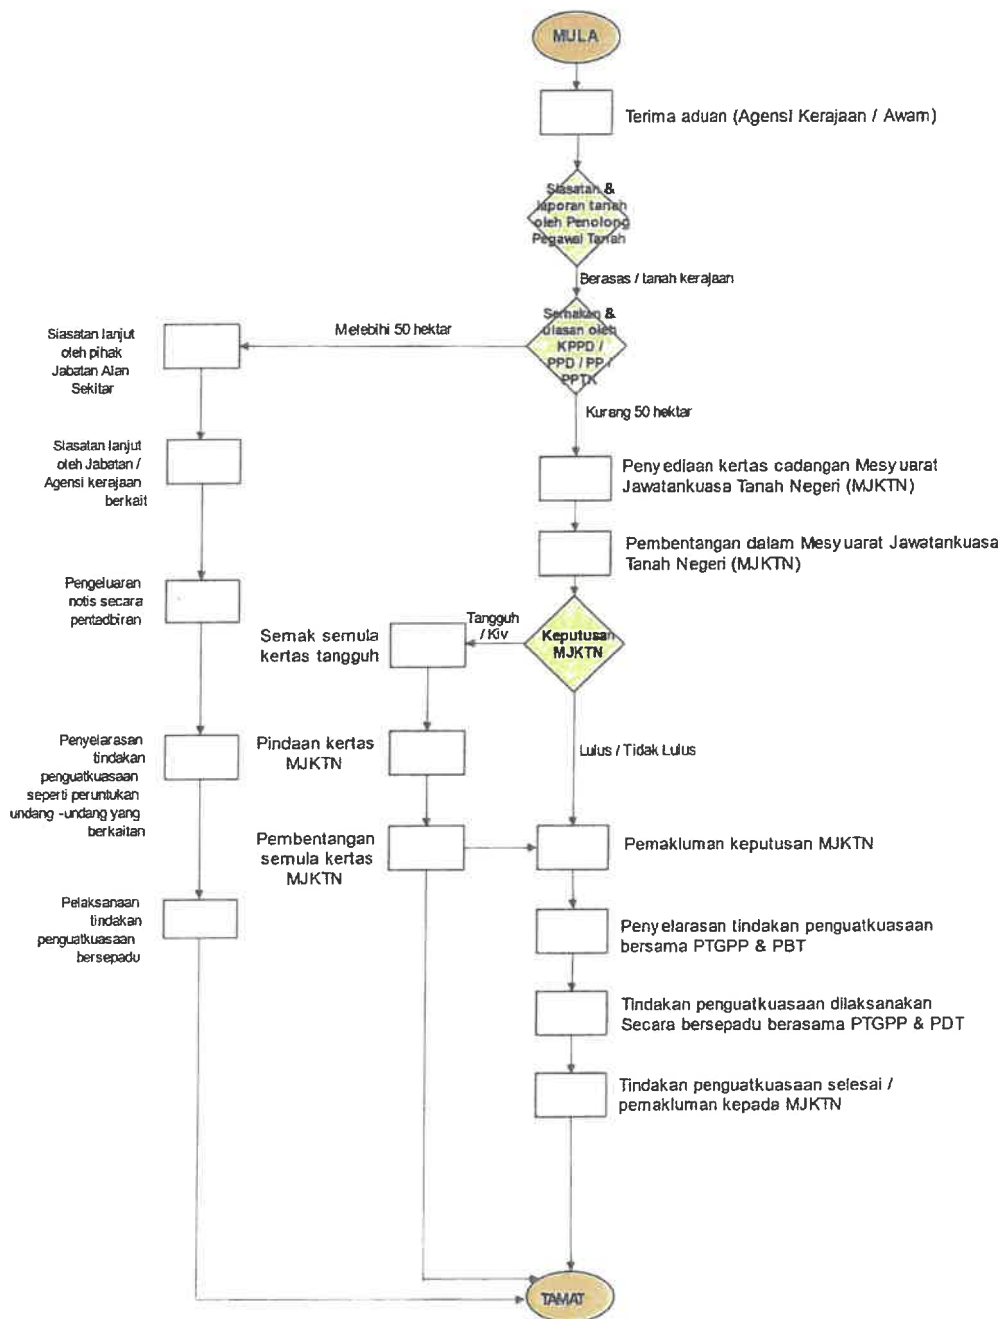 MULA
Terima aduan (Agensi Kerajaan / Awam)
Siasatan &
laporan tanah
oleh Penolong
Pegawai Tanah
Berasas / tanah kerajaan
Semakan &
ulasan oleh
KPPD /
PPD / PP /
PPTK
Melebihi 50 hektar
Siasatan lanjut
oleh pihak
Jabatan Alan
Sekitar
Kurang 50 hektar
Siasatan lanjut
oleh Jabatan /
Agensi kerajaan
berkait
Penyediaan kertas cadangan Mesyuarat
Jawatankuasa Tanah Negeri (MJKTN)
Pembentangan dalam Mesyuarat Jawatankuasa
Tanah Negeri (MJKTN)
Pengeluaran
notis secara
pentadbiran
Keputusan
MJKTN
Tangguh
/ Kiv
Semak semula
kertas tangguh
Lulus / Tidak Lulus
Pindaan kertas
MJKTN
Penyelarasan
tindakan
penguatkuasaan
seperti peruntukan
undang -undang yang
berkaitan
Pembentangan
semula kertas
MJKTN
Pemakluman keputusan MJKTN
Pelaksanaan
tindakan
penguatkuasaan
bersepadu
Penyelarasan tindakan penguatkuasaan
bersama PTGPP & PBT
Tindakan penguatkuasaan dilaksanakan
Secara bersepadu berasama PTGPP & PDT
Tindakan penguatkuasaan selesai /
pemakluman kepada MJKTN
TAMAT